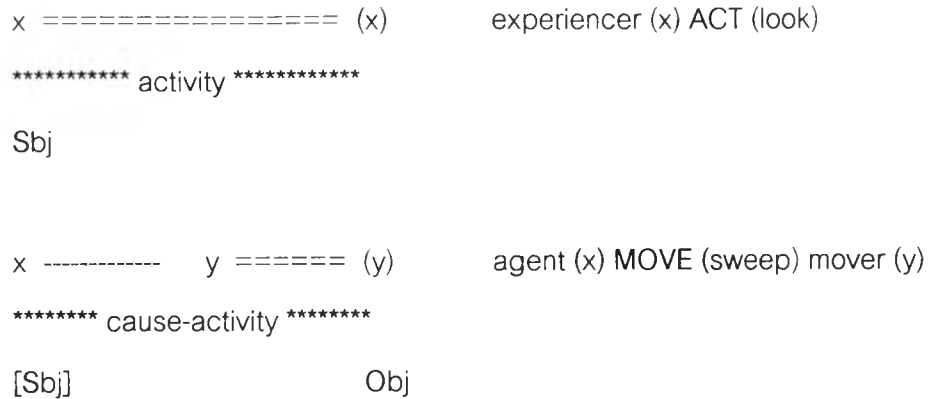 x ================ (x) experiencer (x) ACT (look)
*********** activity ************
Sbj
x ------------- y ====== (y) agent (x) MOVE (sweep) mover (y)
******** cause-activity ********
[Sbj] Obj